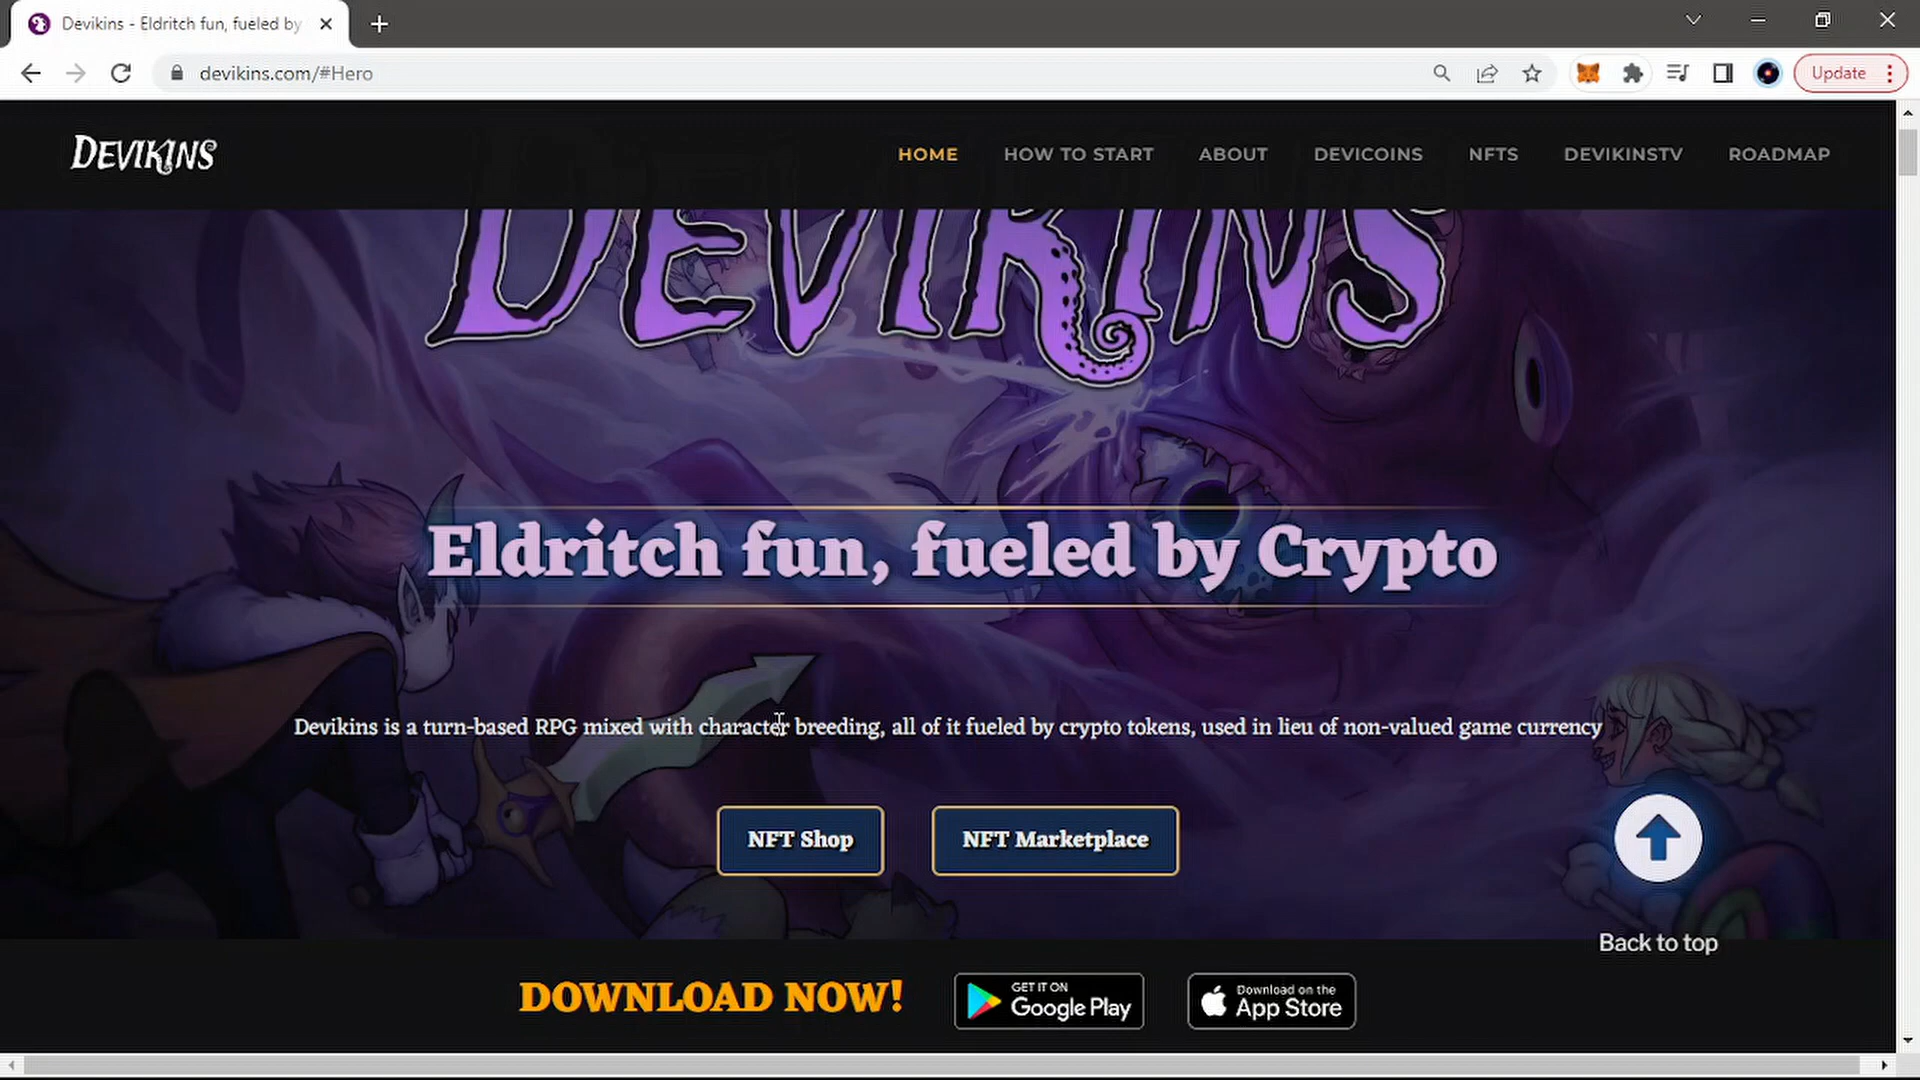 Devikins - Eldritch fun, fueled by
devikins.com/#Hero
Update
DEVIKINS
HOME
HOW TO START
ABOUT
DEVICOINS
NFTS
DEVIKINSTV
ROADMAP
DEVIKINS
Eldritch fun, fueled by Crypto
Devikins is a turn-based RPG mixed with character breeding, all of it fueled by crypto tokens, used in lieu of non-valued game currency
NFT Shop
NFT Marketplace
Back to top
DOWNLOAD NOW!
GET IT ON
Google Play
Download on the
App Store